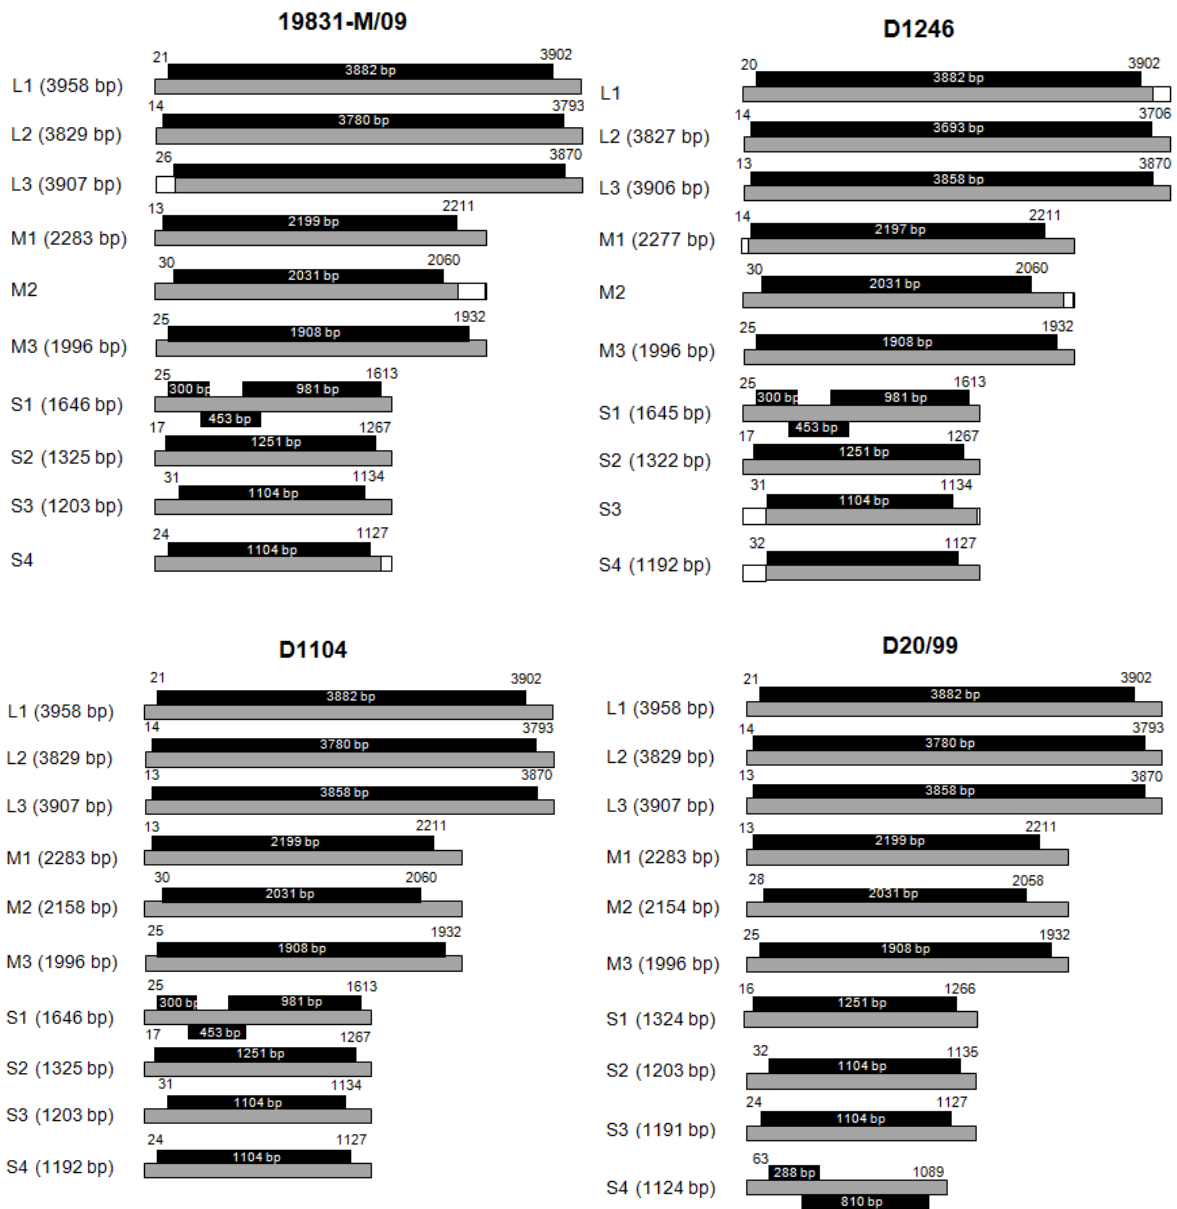 19831-M/09
21 3902
L1 (3958 bp) 3882 bp
14 3793
L2 (3829 bp) 3780 bp
26 3870
L3 (3907 bp)
13 2211
M1 (2283 bp) 2199 bp
30 2060
M2 2031 bp
25 1932
M3 (1996 bp) 1908 bp
25 1613
S1 (1646 bp) 300 bp 981 bp
453 bp
17 1267
S2 (1325 bp) 1251 bp
31 1134
S3 (1203 bp) 1104 bp
24 1127
S4 1104 bp
D1246
20 3902
L1 3882 bp
14 3706
L2 (3827 bp) 3693 bp
13 3870
L3 (3906 bp) 3858 bp
14 2211
M1 (2277 bp) 2197 bp
30 2060
M2 2031 bp
25 1932
M3 (1996 bp) 1908 bp
25 1613
S1 (1645 bp) 300 bp 981 bp
453 bp
17 1267
S2 (1322 bp) 1251 bp
31 1134
S3 1104 bp
32 1127
S4 (1192 bp)
D1104
21 3902
L1 (3958 bp) 3882 bp
14 3793
L2 (3829 bp) 3780 bp
13 3870
L3 (3907 bp) 3858 bp
13 2211
M1 (2283 bp) 2199 bp
30 2060
M2 (2158 bp) 2031 bp
25 1932
M3 (1996 bp) 1908 bp
25 1613
S1 (1646 bp) 300 bp 981 bp
453 bp
17 1267
S2 (1325 bp) 1251 bp
31 1134
S3 (1203 bp) 1104 bp
24 1127
S4 (1192 bp) 1104 bp
D20/99
21 3902
L1 (3958 bp) 3882 bp
14 3793
L2 (3829 bp) 3780 bp
13 3870
L3 (3907 bp) 3858 bp
13 2211
M1 (2283 bp) 2199 bp
28 2058
M2 (2154 bp) 2031 bp
25 1932
M3 (1996 bp) 1908 bp
16 1266
S1 (1324 bp) 1251 bp
32 1135
S2 (1203 bp) 1104 bp
24 1127
S3 (1191 bp) 1104 bp
63 1089
S4 (1124 bp) 288 bp
810 bp